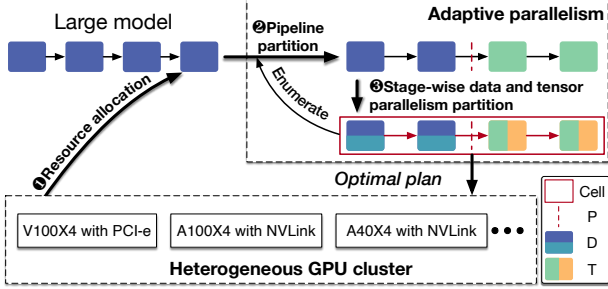 Large model
❷Pipeline
partition
Adaptive parallelism
Enumerate
❸Stage-wise data and tensor
parallelism partition
❶Resource allocation
Optimal plan
V100X4 with PCI-e
A100X4 with NVLink
A40X4 with NVLink
Heterogeneous GPU cluster
Cell
P
D
T